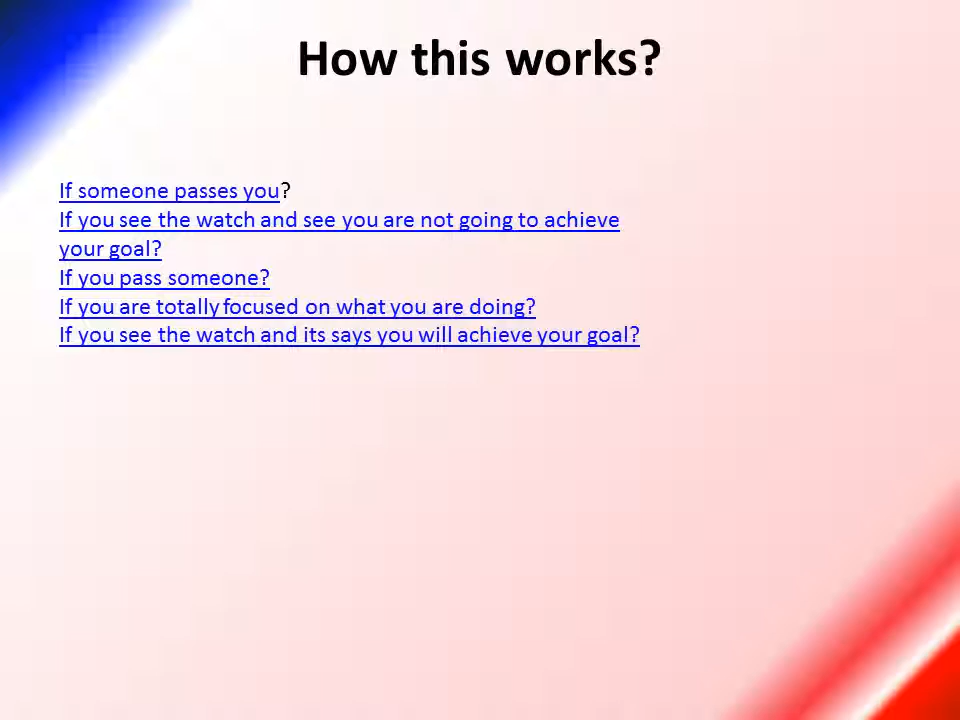 How this works?
If someone passes you?
If you see the watch and see you are not going to achieve
your goal?
If you pass someone?
If you are totally focused on what you are doing?
If you see the watch and its says you will achieve your goal?